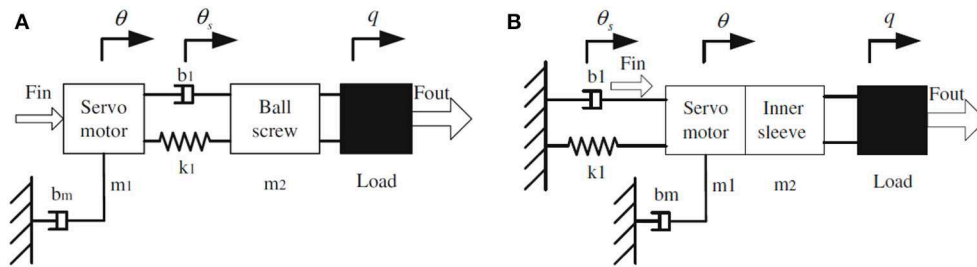 A
θ
θs
q
Fin
b1
Fout
Servo
motor
Ball
screw
k1
m1
m2
Load
bm
B
θs
θ
q
b1
Fin
Fout
Servo
motor
Inner
sleeve
k1
m1
m2
Load
bm